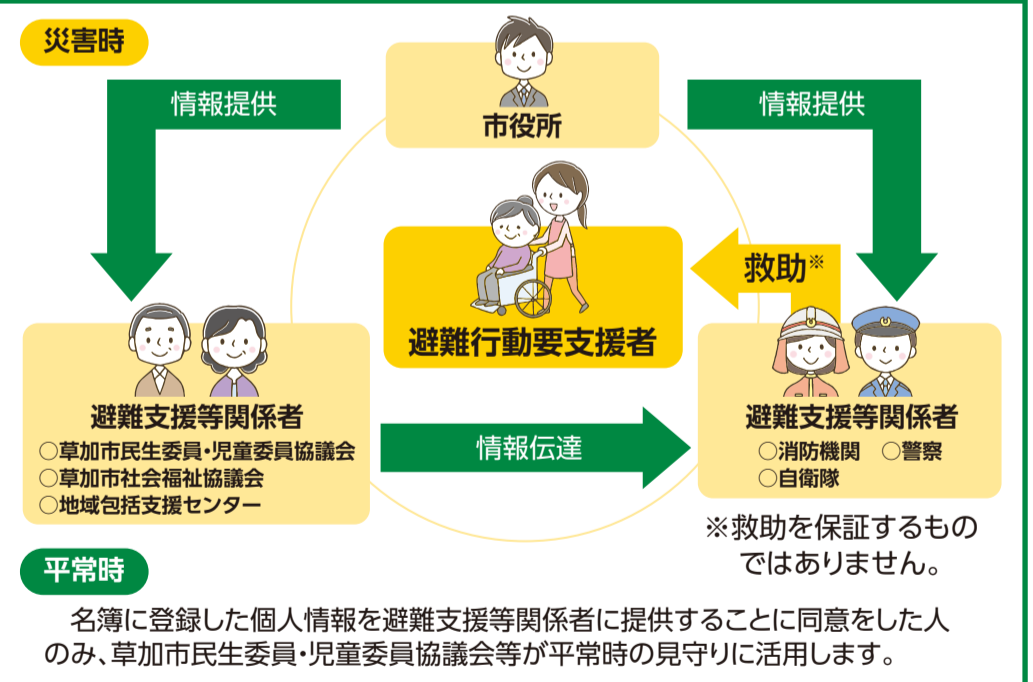 災害時
市役所
情報提供
情報提供
避難行動要支援者
救助※
避難支援等関係者
○草加市民生委員・児童委員協議会
○草加市社会福祉協議会
○地域包括支援センター
情報伝達
避難支援等関係者
○消防機関 ○警察
○自衛隊
※救助を保証するもの
ではありません。
平常時
名簿に登録した個人情報を避難支援等関係者に提供することに同意をした人
のみ、草加市民生委員・児童委員協議会等が平常時の見守りに活用します。